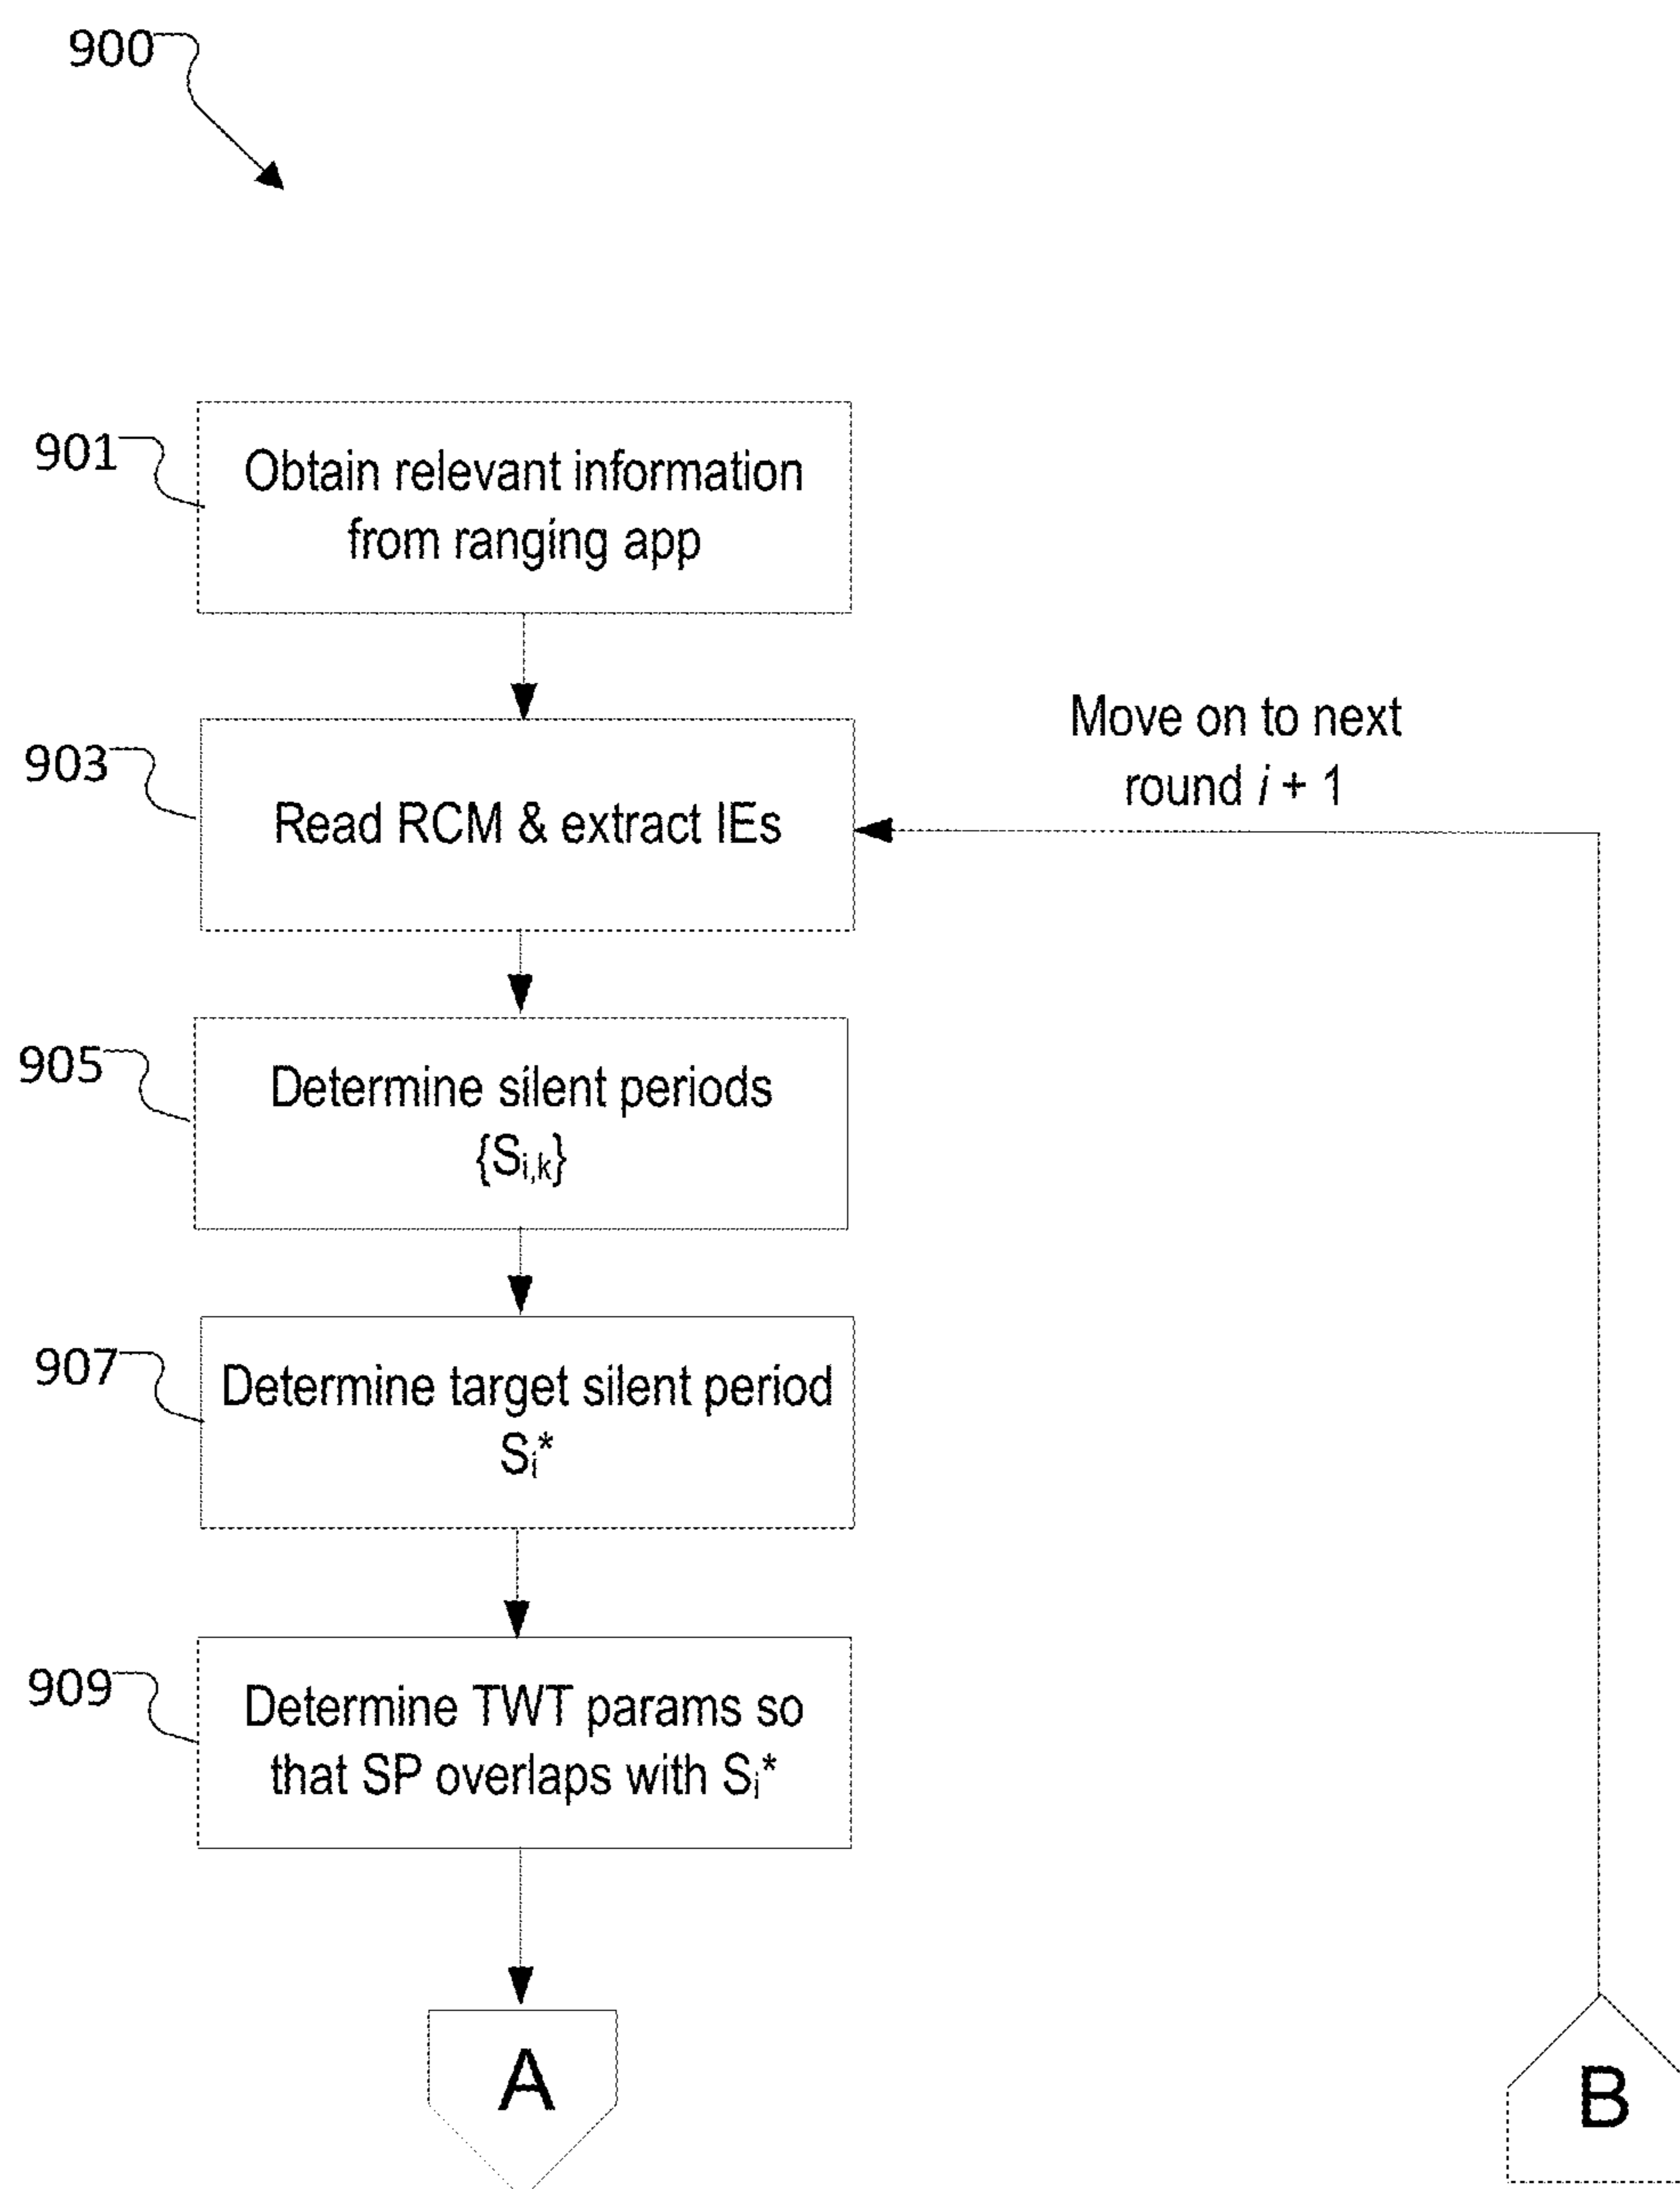 900
901
Obtain relevant information
from ranging app
903
Read RCM & extract IEs
Move on to next
round i + 1
905
Determine silent periods
{Si,k}
907
Determine target silent period
Si*
909
Determine TWT params so
that SP overlaps with Si*
A
B